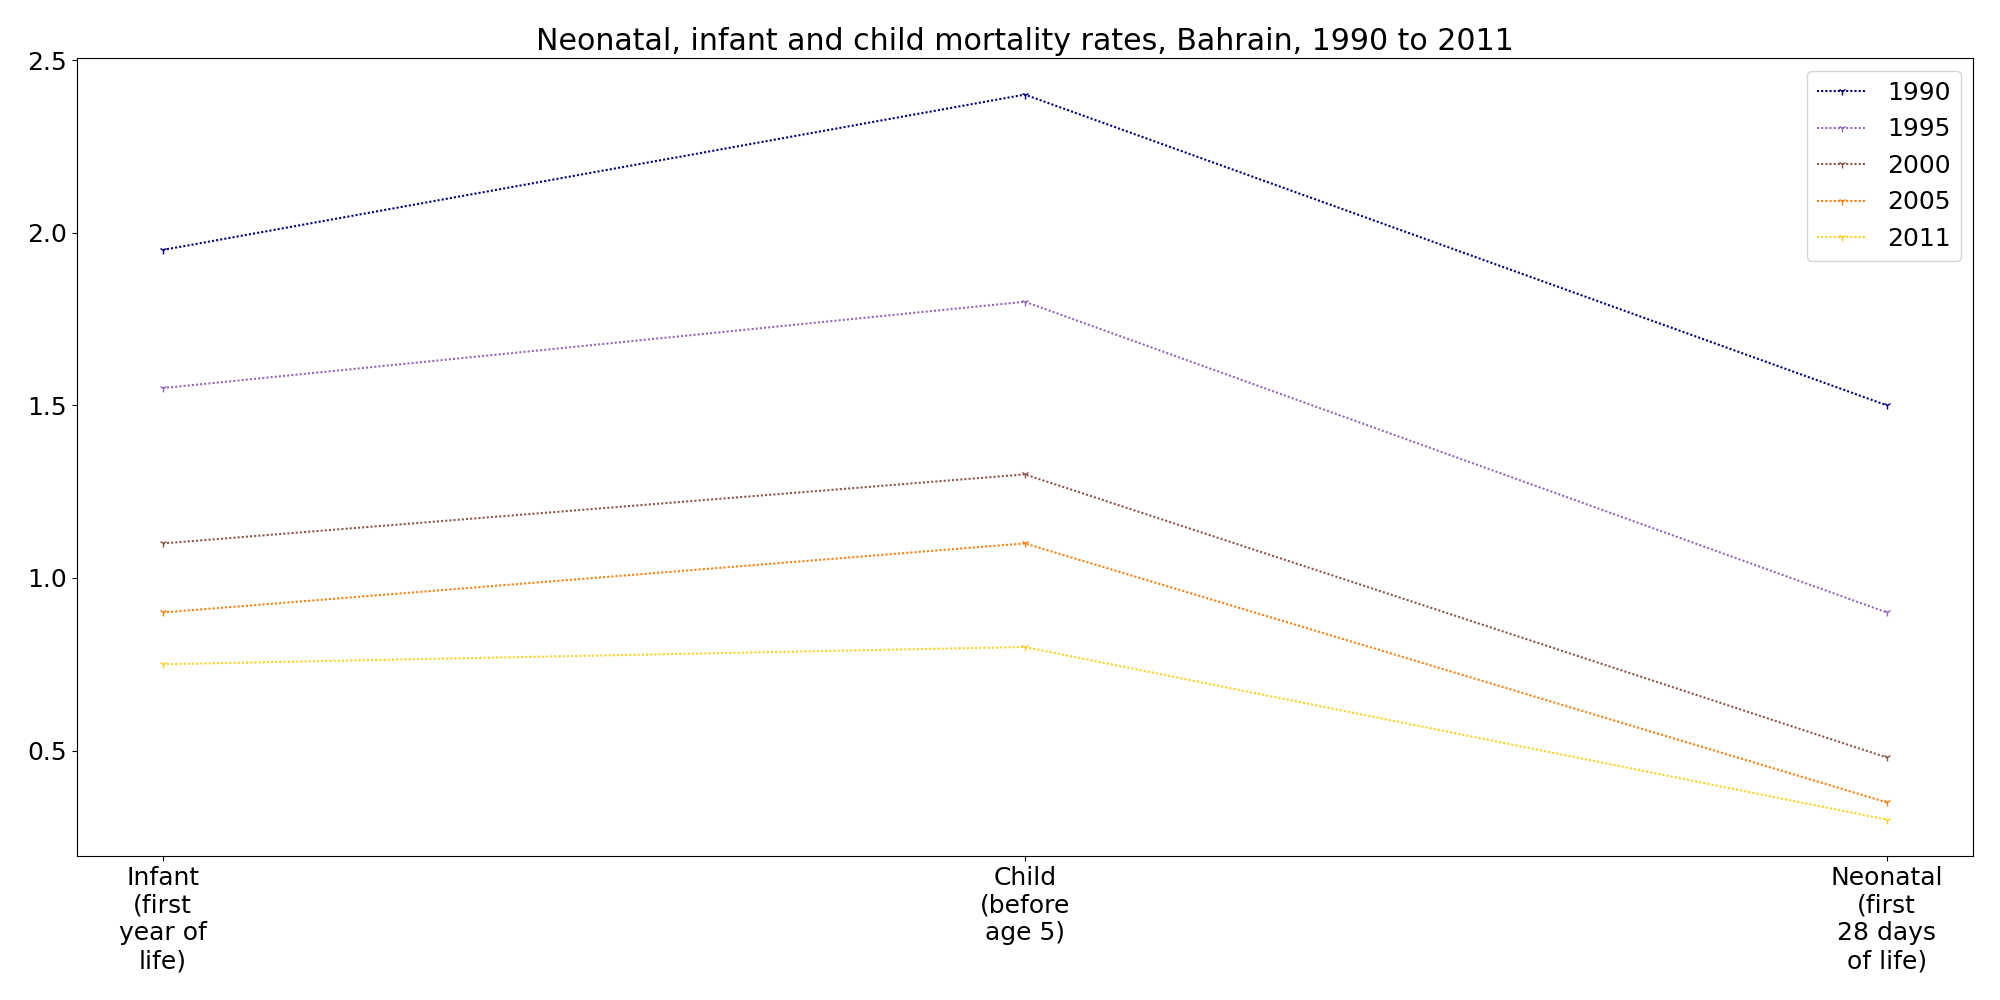 Neonatal, infant and child mortality rates, Bahrain, 1990 to 2011
2.5
2.0
1.5
1.0
0.5
1990
1995
2000
2005
2011
Infant
(first
year of
life)
Child
(before
age 5)
Neonatal
(first
28 days
of life)